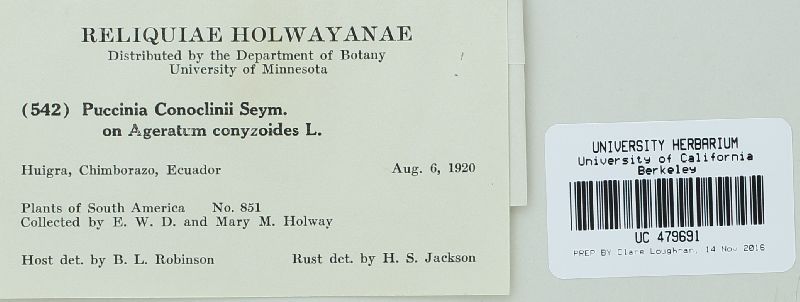 RELIQUIAE HOLWAYANAE
Distributed by the Department of Botany
University of Minnesota
(542) Puccinia Conoclinii Seym.
on Ageratum conyzoides L.
Huigra, Chimborazo, Ecuador Aug. 6, 1920
Plants of South America No. 851
Collected by E. W. D. and Mary M. Holway
Host det. by B. L. Robinson Rust det. by H. S. Jackson
UNIVERSITY HERBARIUM
University of California
Berkeley
UC 479691
PREP BY Clare Loughran, 14 Nov 2016